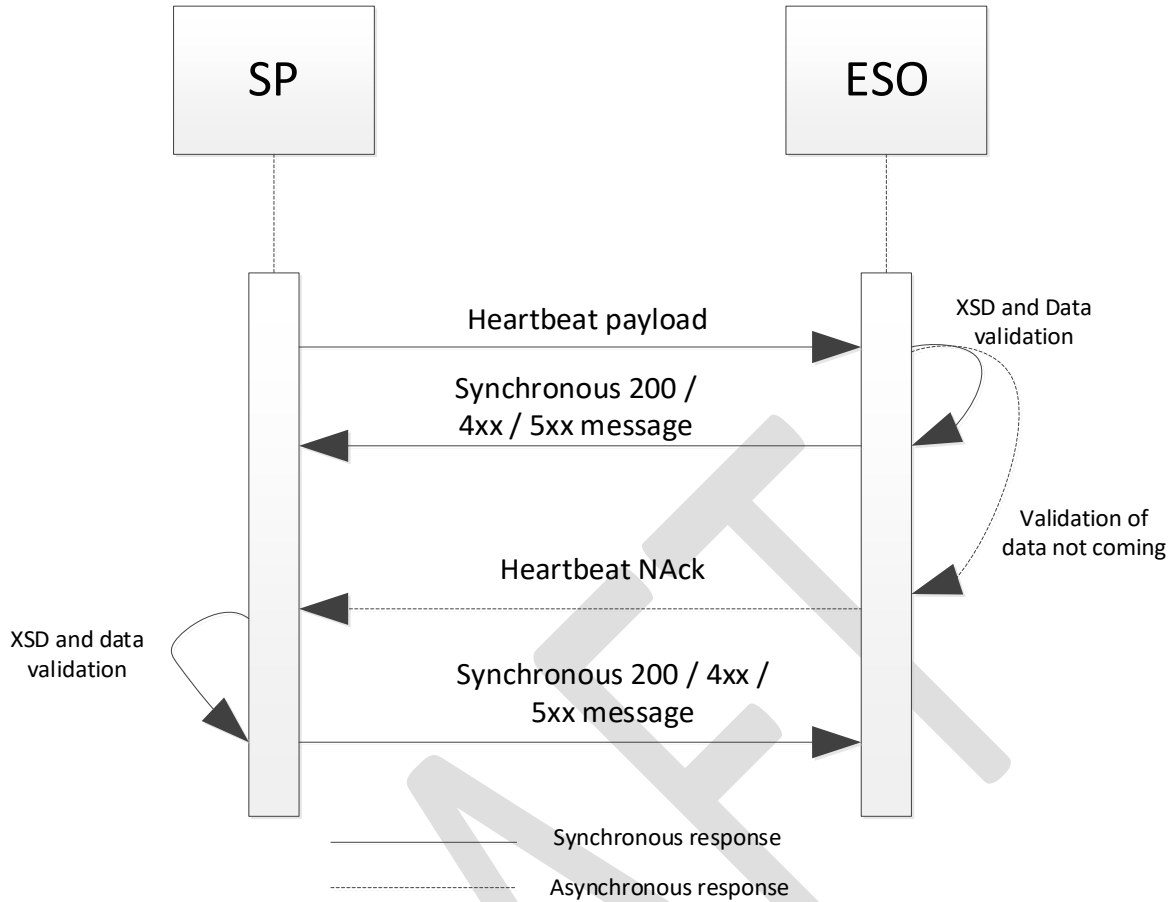 SP
ESO
Heartbeat payload
XSD and Data
validation
Synchronous 200 /
4xx / 5xx message
Validation of
data not coming
Heartbeat NAck
XSD and data
validation
Synchronous 200 / 4xx /
5xx message
Synchronous response
Asynchronous response
AFT